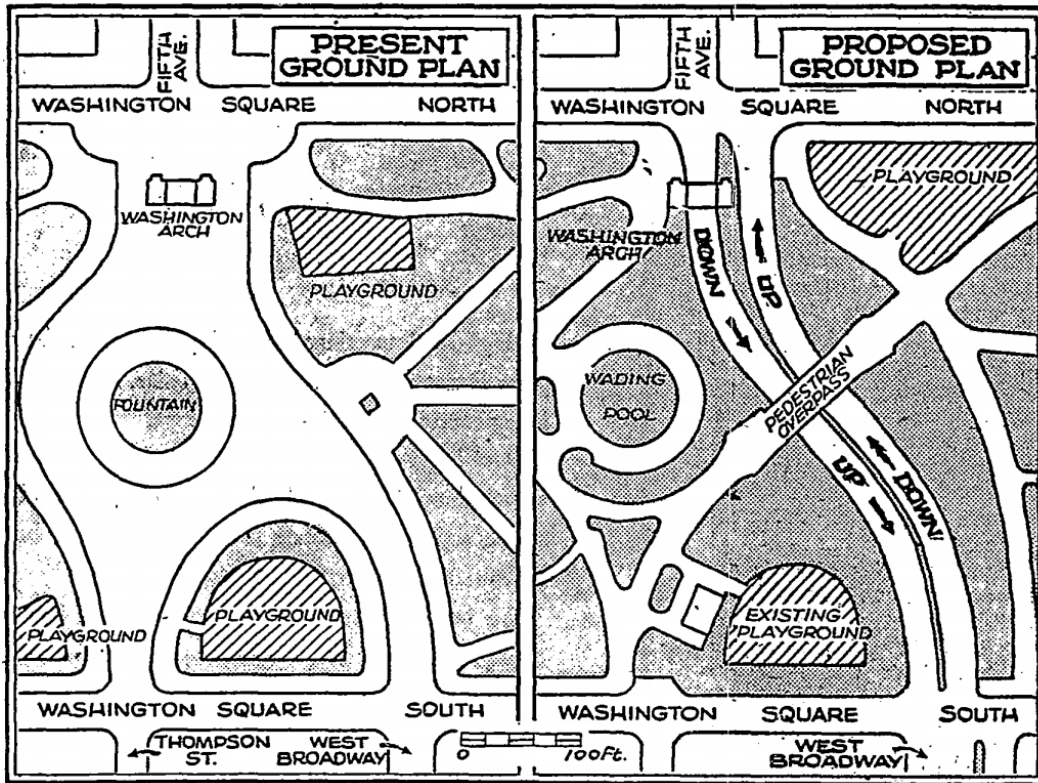 FIFTH AVE.
PRESENT
GROUND PLAN
WASHINGTON SQUARE NORTH
WASHINGTON
ARCH
PLAYGROUND
FOUNTAIN
PLAYGROUND
PLAYGROUND
WASHINGTON SQUARE SOUTH
THOMPSON
ST.
WEST
BROADWAY
0 100Ft.
FIFTH AVE.
PROPOSED
GROUND PLAN
WASHINGTON SQUARE NORTH
PLAYGROUND
WASHINGTON
ARCH
DOWN
UP
WADING
POOL
PEDESTRIAN
OVERPASS
UP
DOWN
EXISTING
PLAYGROUND
WASHINGTON SQUARE SOUTH
WEST
BROADWAY